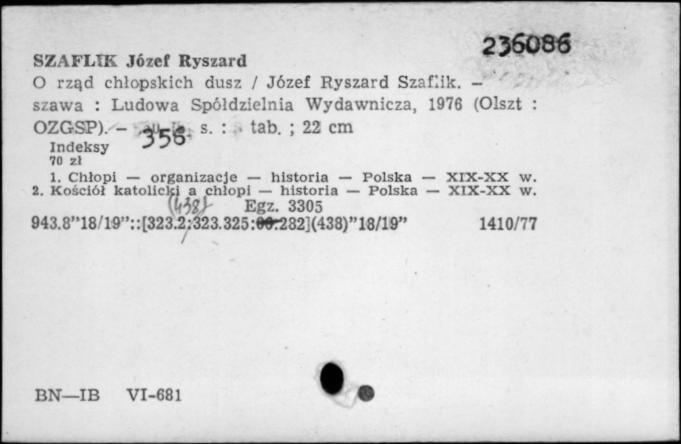 236086
SZAFLIK Józef Ryszard
O rząd chłopskich dusz / Józef Ryszard Szaflik. –
szawa : Ludowa Spółdzielnia Wydawnicza, 1976 (Olszt :
OZGSP). – 358 s. : tab. ; 22 cm
Indeksy
70 zł
1. Chłopi — organizacje — historia — Polska — XIX-XX w.
2. Kościół katolicki a chłopi — historia — Polska — XIX-XX w.
(438) Egz. 3305
943.8”18/19”::[323.2:323.325:282](438)”18/19” 1410/77
BN—IB VI-681